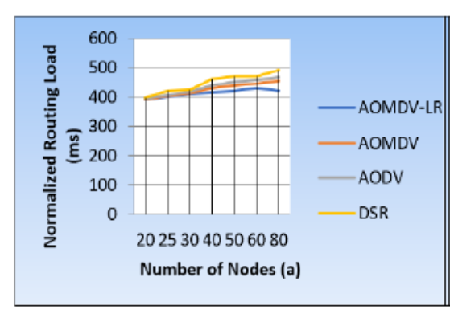 Normalized Routing Load
(ms)
600
500
400
300
200
100
0
20 25 30 40 50 60 80
Number of Nodes (a)
AOMDV-LR
AOMDV
AODV
DSR